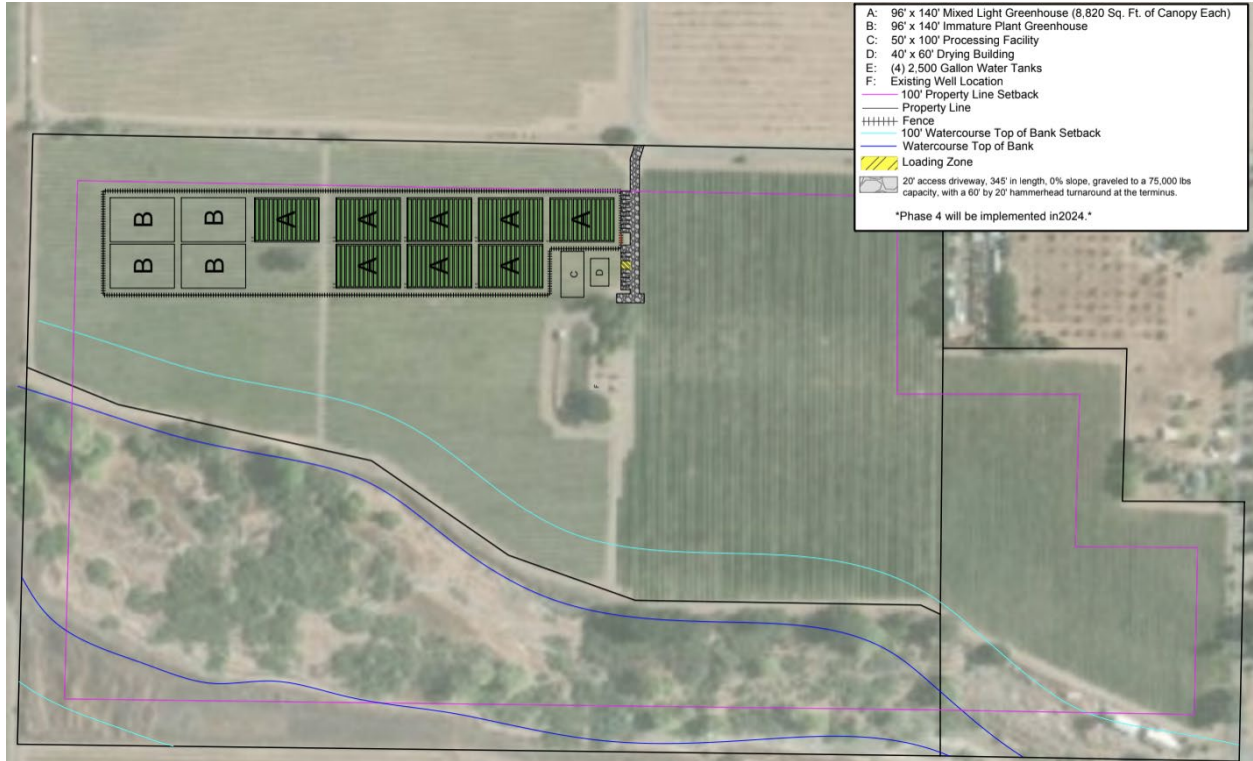 A: 96' x 140' Mixed Light Greenhouse (8,820 Sq. Ft. of Canopy Each)
B: 96' x 140' Immature Plant Greenhouse
C: 50' x 100' Processing Facility
D: 40' x 60' Drying Building
E: (4) 2,500 Gallon Water Tanks
F: Existing Well Location
100' Property Line Setback
Property Line
Fence
100' Watercourse Top of Bank Setback
Watercourse Top of Bank
Loading Zone
20' access driveway, 345' in length, 0% slope, graveled to a 75,000 lbs
capacity, with a 60' by 20' hammerhead turnaround at the terminus.
*Phase 4 will be implemented in2024.*
B B A A A A A
B B A A A C D
F